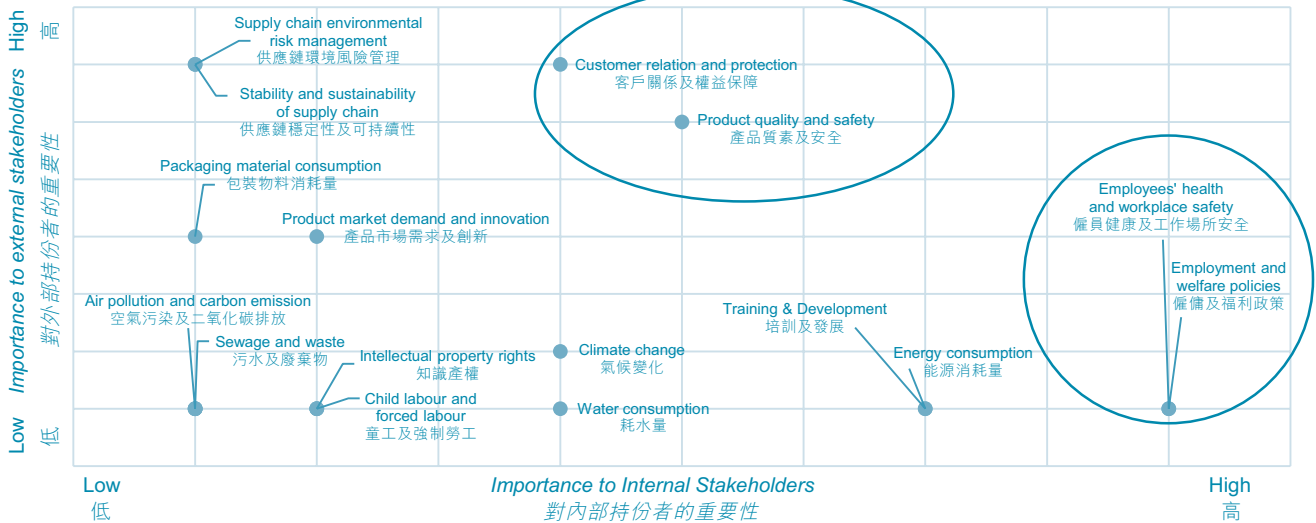 High
高
Importance to external stakeholders
對外部持份者的重要性
Low
低
Supply chain environmental
risk management
供應鏈環境風險管理
Stability and sustainability
of supply chain
供應鏈穩定性及可持續性
Customer relation and protection
客戶關係及權益保障
Product quality and safety
產品質素及安全
Packaging material consumption
包裝物料消耗量
Product market demand and innovation
產品市場需求及創新
Employees' health
and workplace safety
僱員健康及工作場所安全
Employment and
welfare policies
僱傭及福利政策
Air pollution and carbon emission
空氣污染及二氧化碳排放
Sewage and waste
污水及廢棄物
Intellectual property rights
知識產權
Child labour and
forced labour
童工及強制勞工
Climate change
氣候變化
Water consumption
耗水量
Training & Development
培訓及發展
Energy consumption
能源消耗量
Low
低
Importance to Internal Stakeholders
對內部持份者的重要性
High
高